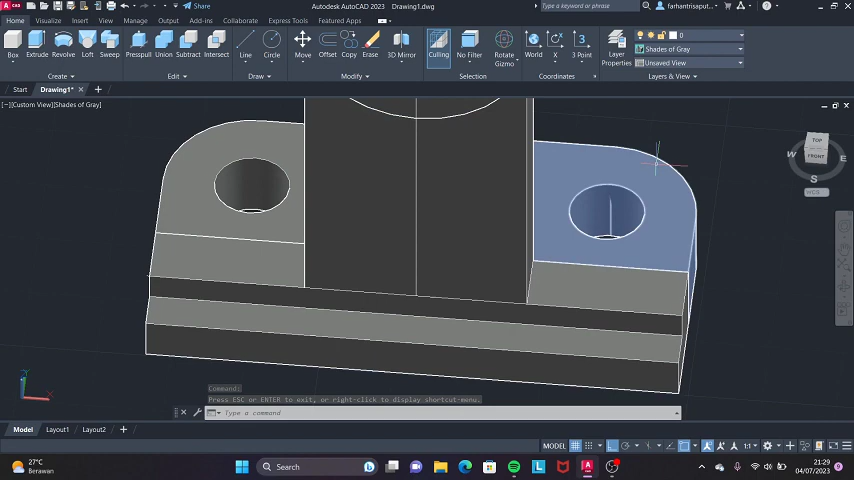 Share
Autodesk AutoCAD 2023 Drawing1.dwg
Type a keyword or phrase
farhantrisaput...
Home Visualize Insert View Manage Output Add-ins Collaborate Express Tools Featured Apps
Box Extrude Revolve Loft Sweep Presspull Union Subtract Intersect Line Circle Move Offset Copy Erase 3D Mirror Culling No Filter Rotate Gizmo World X 3 Point Layer Properties
0
Shades of Gray
Unsaved View
Create Edit Draw Modify Selection Coordinates Layers & View
Start Drawing1*
[−][Custom View][Shades of Gray]
TOP
W FRONT E
S
WCS
Command:
Press ESC or ENTER to exit, or right-click to display shortcut-menu.
Type a command
Model Layout1 Layout2
MODEL 1:1
27°C
Berawan
Search
21:29
04/07/2023